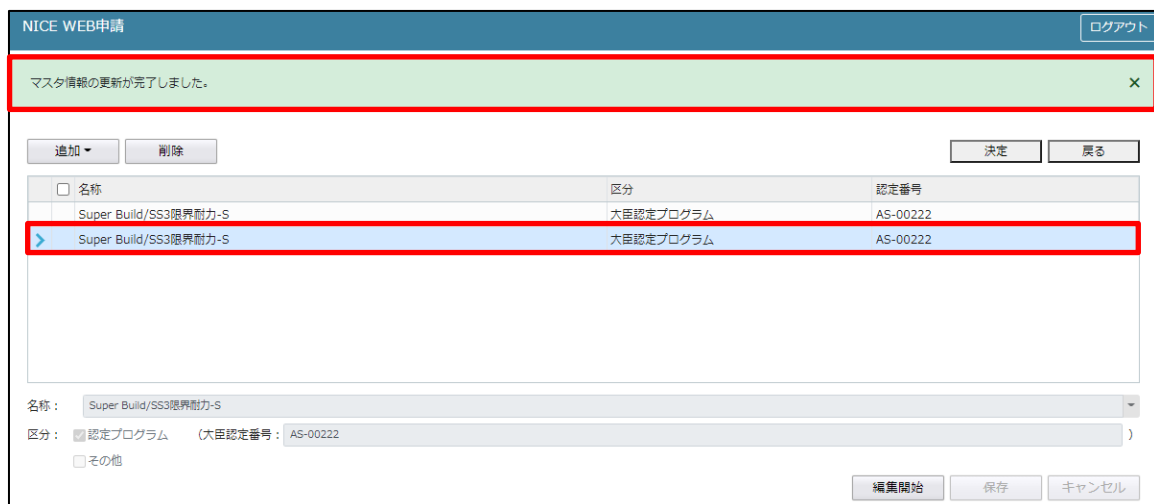 NICE WEB申請 ログアウト
マスタ情報の更新が完了しました。 ×
追加 削除 決定 戻る
名称 区分 認定番号
Super Build/SS3限界耐力-S 大臣認定プログラム AS-00222
Super Build/SS3限界耐力-S 大臣認定プログラム AS-00222
名称： Super Build/SS3限界耐力-S
区分： 認定プログラム （大臣認定番号： AS-00222 ）
その他
編集開始 保存 キャンセル